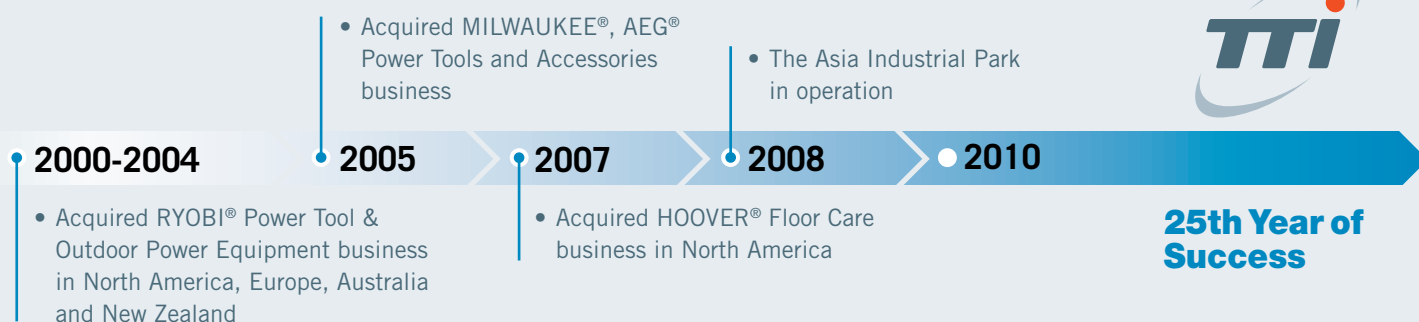 • Acquired MILWAUKEE®, AEG®
Power Tools and Accessories
business
• The Asia Industrial Park
in operation
TTI
2000-2004
2005
2007
2008
2010
• Acquired RYOBI® Power Tool &
Outdoor Power Equipment business
in North America, Europe, Australia
and New Zealand
• Acquired HOOVER® Floor Care
business in North America
25th Year of
Success